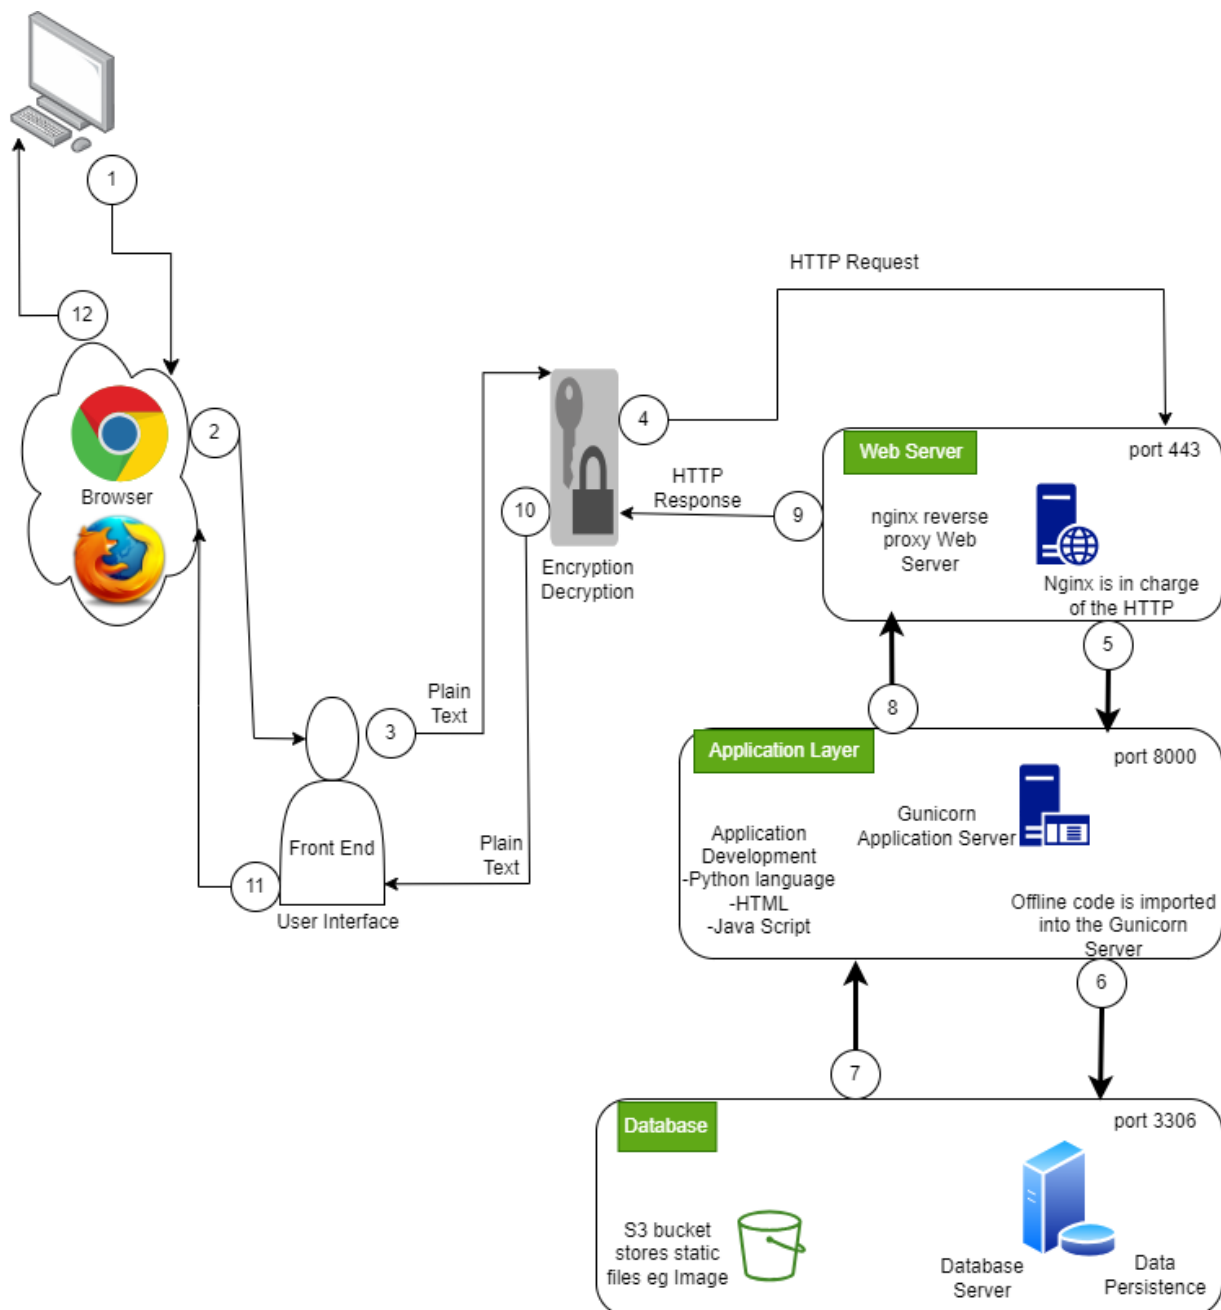 1
12
HTTP Request
Browser
2
4
HTTP
Response
10
9
Encryption
Decryption
Web Server
port 443
nginx reverse
proxy Web
Server
Nginx is in charge
of the HTTP
5
8
3
Plain
Text
Plain
Text
Front End
11
User Interface
Application Layer
port 8000
Gunicorn
Application Server
Application
Development
-Python language
-HTML
-Java Script
Offline code is imported
into the Gunicorn
Server
6
7
Database
port 3306
S3 bucket
stores static
files eg Image
Database
Server
Data
Persistence